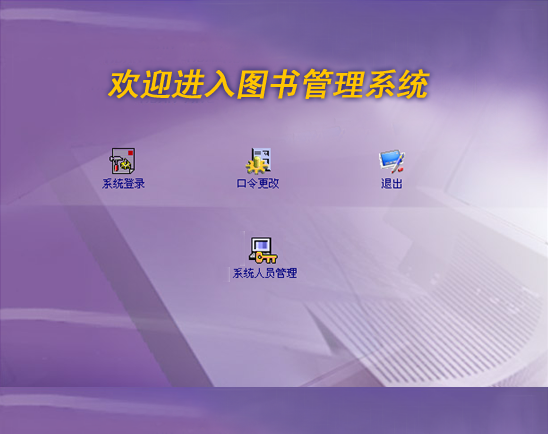 欢迎进入图书管理系统
系统登录
口令更改
退出
系统人员管理